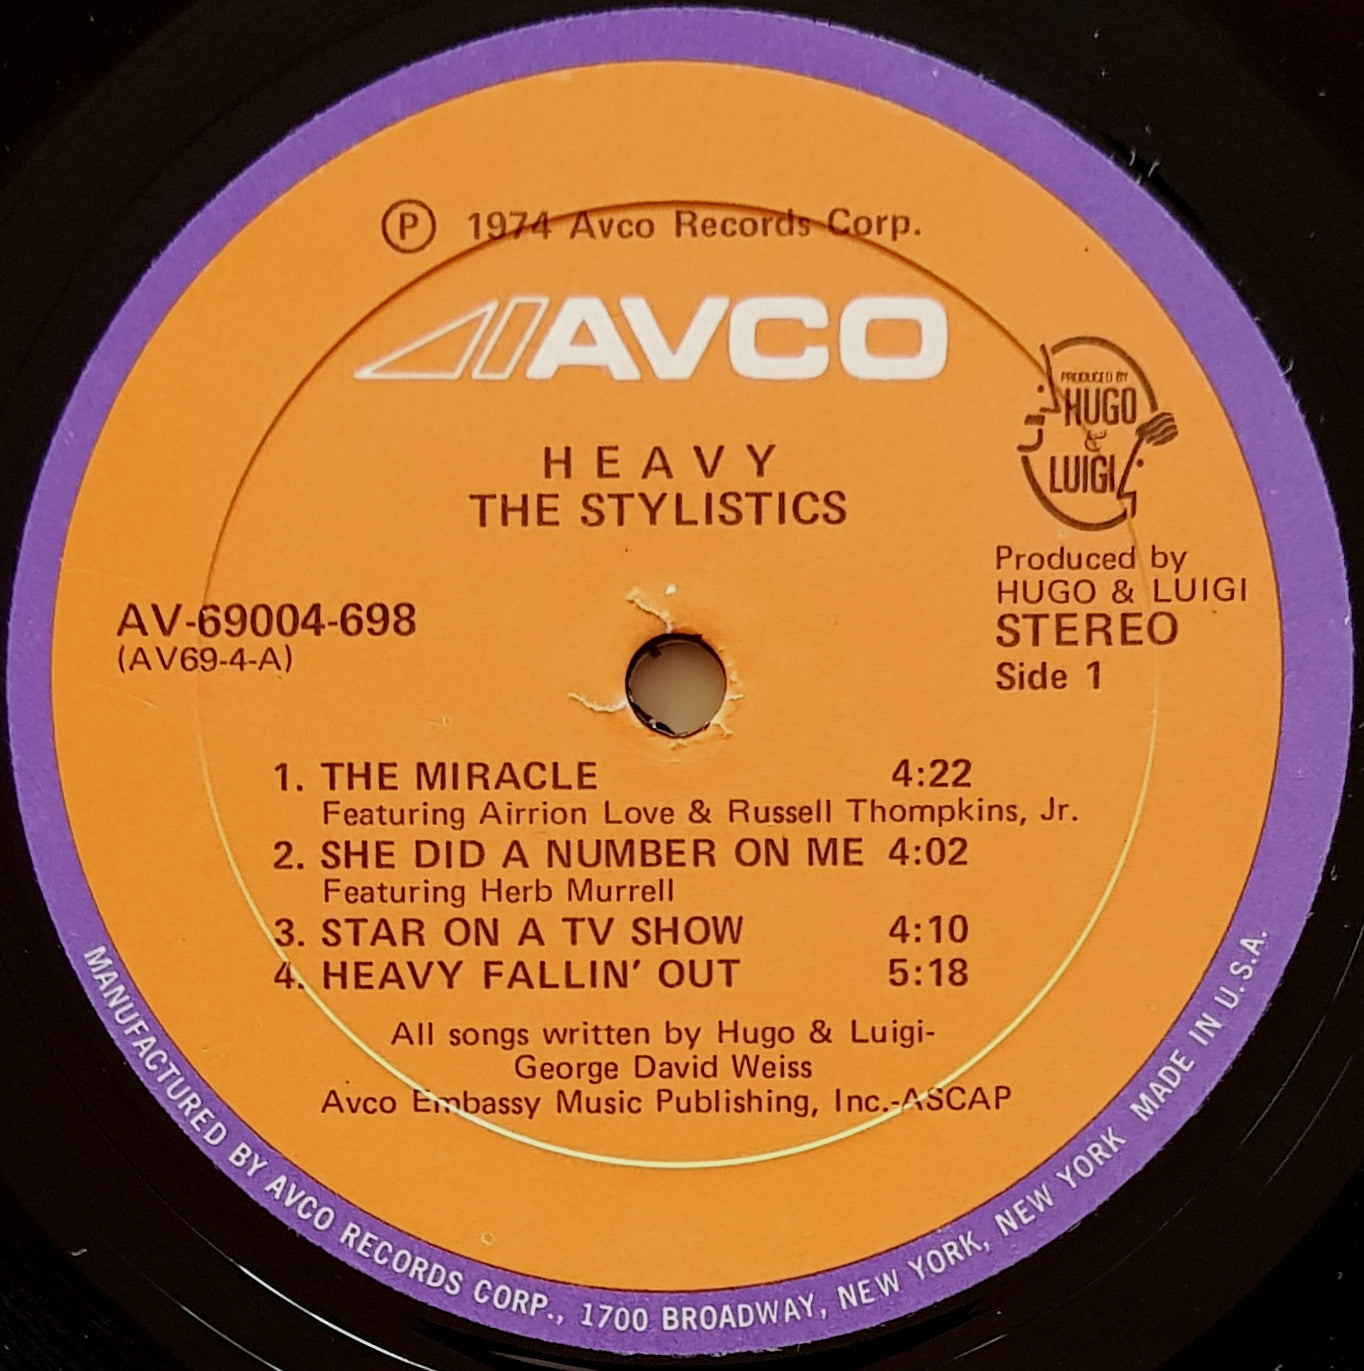 Ⓟ 1974 Avco Records Corp.
AVCO
PRODUCED BY
HUGO
&
LUIGI
HEAVY
THE STYLISTICS
Produced by
HUGO & LUIGI
STEREO
Side 1
AV-69004-698
(AV69-4-A)
1. THE MIRACLE 4:22
Featuring Airrion Love & Russell Thompkins, Jr.
2. SHE DID A NUMBER ON ME 4:02
Featuring Herb Murrell
3. STAR ON A TV SHOW 4:10
4. HEAVY FALLIN' OUT 5:18
All songs written by Hugo & Luigi-
George David Weiss
Avco Embassy Music Publishing, Inc.-ASCAP
MANUFACTURED BY AVCO RECORDS CORP., 1700 BROADWAY, NEW YORK, NEW YORK MADE IN U.S.A.